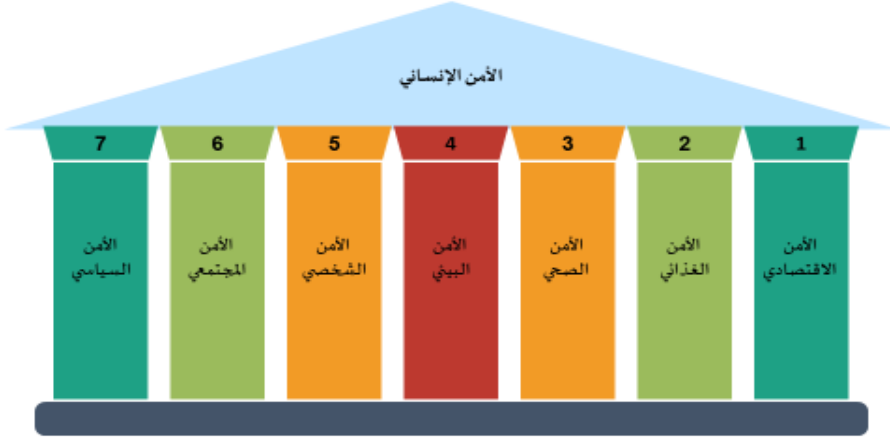 الأمن الإنساني
1
الأمن
الاقتصادي
2
الأمن
الغذائي
3
الأمن
الصحي
4
الأمن
البيئي
5
الأمن
الشخصي
6
الأمن
المجتمعي
7
الأمن
السياسي